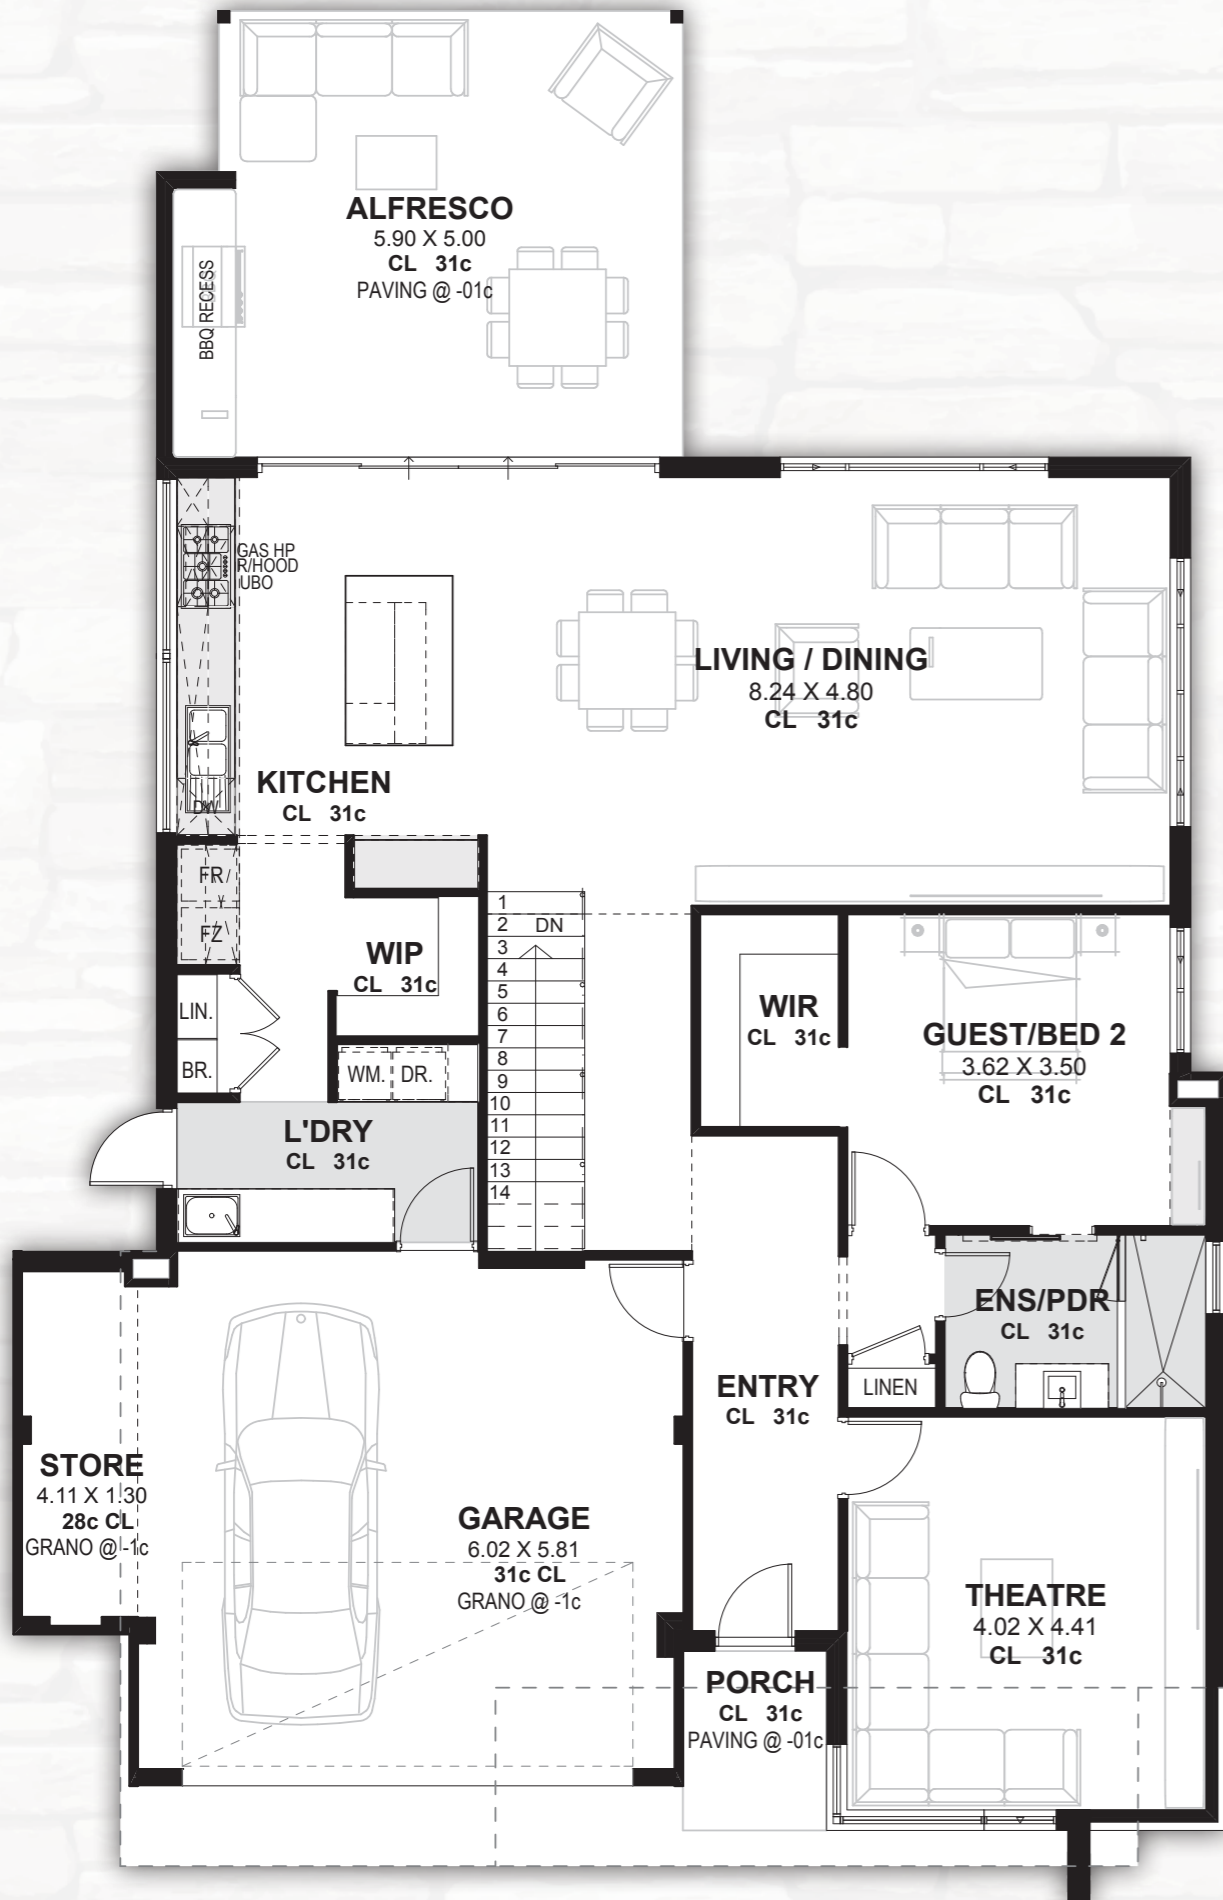 ALFRESCO
5.90 X 5.00
CL 31c
PAVING @ -01c
BBQ RECESS
GAS HP
R/HOOD
UBO
LIVING / DINING
8.24 X 4.80
CL 31c
KITCHEN
CL 31c
DW
FR
FZ
WIP
CL 31c
LIN.
BR.
WM. DR.
1
2 DN
3
4
5
6
7
8
9
10
11
12
13
14
WIR
CL 31c
GUEST/BED 2
3.62 X 3.50
CL 31c
L'DRY
CL 31c
ENS/PDR
CL 31c
LINEN
ENTRY
CL 31c
STORE
4.11 X 1.30
28c CL
GRANO @ -1c
GARAGE
6.02 X 5.81
31c CL
GRANO @ -1c
THEATRE
4.02 X 4.41
CL 31c
PORCH
CL 31c
PAVING @ -01c